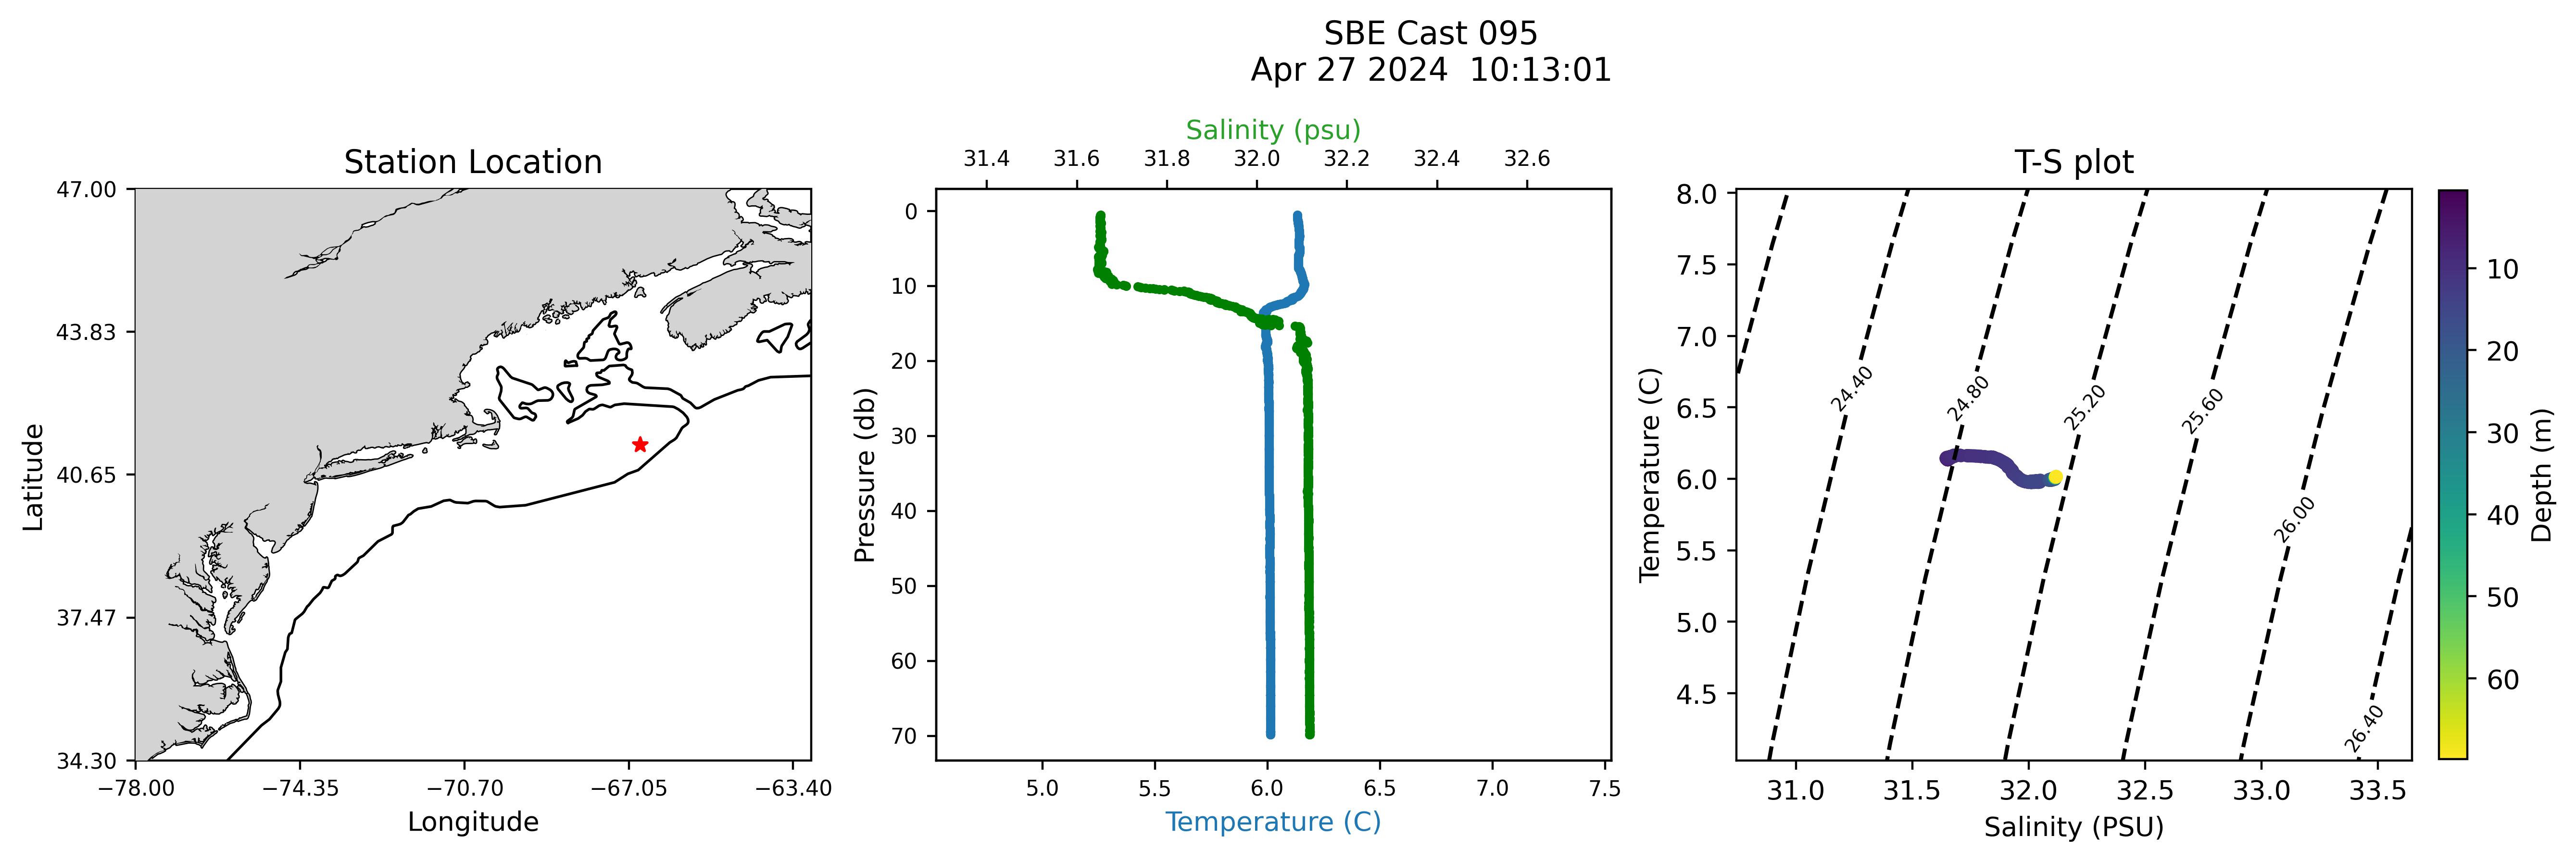 SBE Cast 095
Apr 27 2024  10:13:01
Station Location
47.00
43.83
40.65
37.47
34.30
Latitude
−78.00 −74.35 −70.70 −67.05 −63.40
Longitude
Salinity (psu)
31.4 31.6 31.8 32.0 32.2 32.4 32.6
0
10
20
30
40
50
60
70
Pressure (db)
5.0 5.5 6.0 6.5 7.0 7.5
Temperature (C)
T-S plot
8.0
7.5
7.0
6.5
6.0
5.5
5.0
4.5
Temperature (C)
24.40
24.80
25.20
25.60
26.00
26.40
31.0 31.5 32.0 32.5 33.0 33.5
Salinity (PSU)
10
20
30
40
50
60
Depth (m)